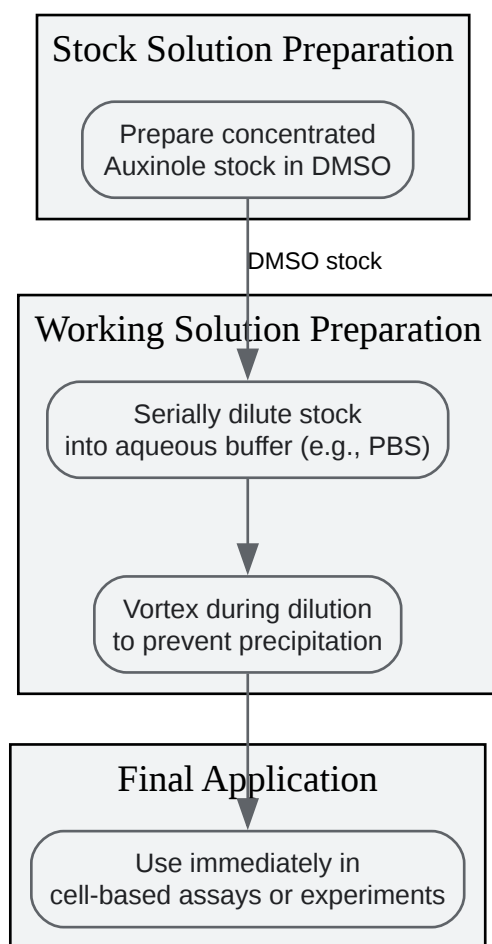 Stock Solution Preparation
Prepare concentrated
Auxinole stock in DMSO
DMSO stock
Working Solution Preparation
Serially dilute stock
into aqueous buffer (e.g., PBS)
Vortex during dilution
to prevent precipitation
Final Application
Use immediately in
cell-based assays or experiments